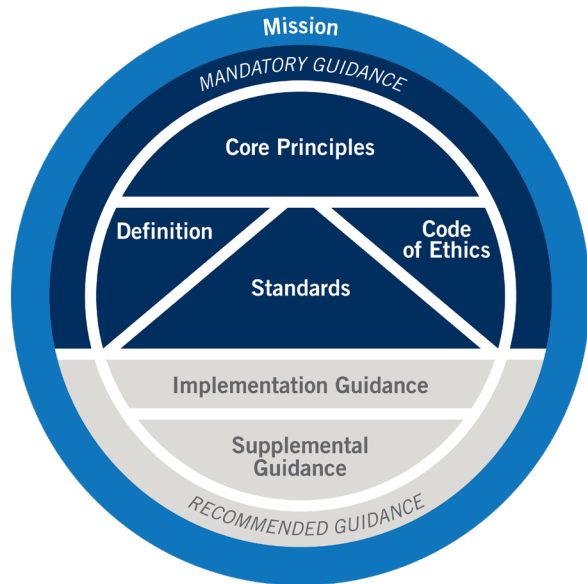 Mission
MANDATORY GUIDANCE
Core Principles
Definition
Code
of Ethics
Standards
Implementation Guidance
Supplemental
Guidance
RECOMMENDED GUIDANCE